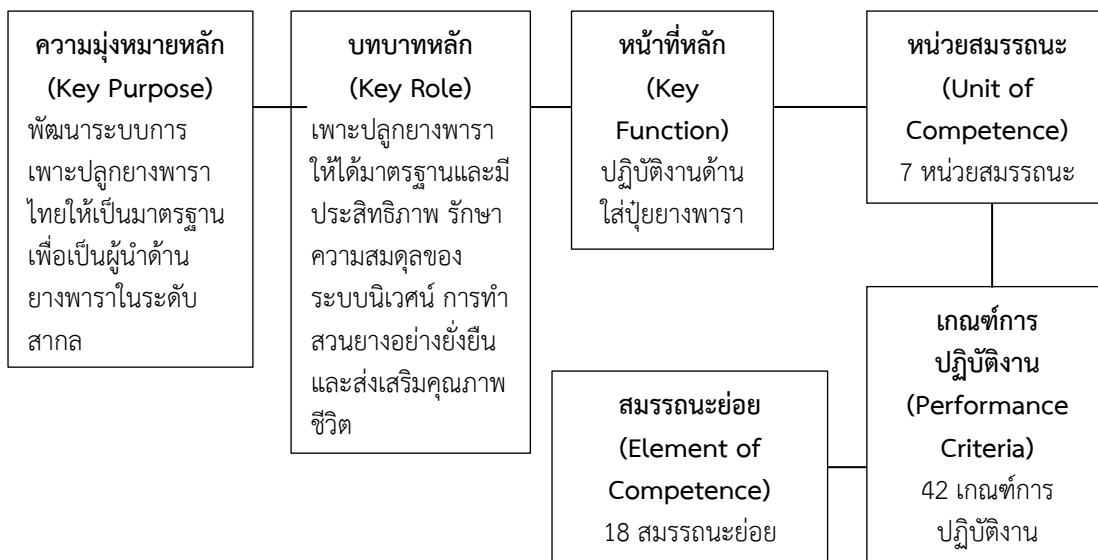 ความมุ่งหมายหลัก
(Key Purpose)
พัฒนาระบบการ
เพาะปลูกยางพารา
ไทยให้เป็นมาตรฐาน
เพื่อเป็นผู้นำด้าน
ยางพาราในระดับ
สากล
บทบาทหลัก
(Key Role)
เพาะปลูกยางพารา
ให้ได้มาตรฐานและมี
ประสิทธิภาพ รักษา
ความสมดุลของ
ระบบนิเวศน์ การทำ
สวนยางอย่างยั่งยืน
และส่งเสริมคุณภาพ
ชีวิต
หน้าที่หลัก
(Key
Function)
ปฏิบัติงานด้าน
ใส่ปุ๋ยยางพารา
หน่วยสมรรถนะ
(Unit of
Competence)
7 หน่วยสมรรถนะ
เกณฑ์การ
ปฏิบัติงาน
(Performance
Criteria)
42 เกณฑ์การ
ปฏิบัติงาน
สมรรถนะย่อย
(Element of
Competence)
18 สมรรถนะย่อย